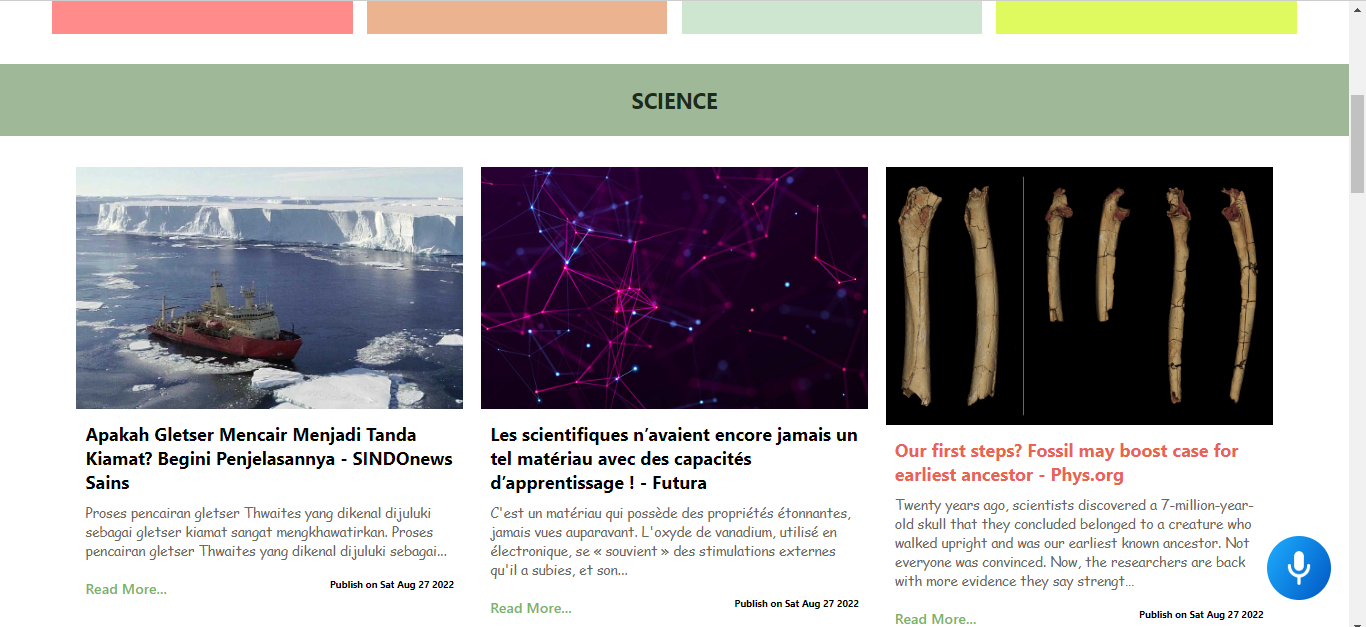 SCIENCE
Apakah Gletser Mencair Menjadi Tanda
Kiamat? Begini Penjelasannya - SINDOnews
Sains
Proses pencairan gletser Thwaites yang dikenal dijuluki
sebagai gletser kiamat sangat mengkhawatirkan. Proses
pencairan gletser Thwaites yang dikenal dijuluki sebagai...
Read More...
Publish on Sat Aug 27 2022
Les scientifiques n’avaient encore jamais un
tel matériau avec des capacités
d’apprentissage ! - Futura
C'est un matériau qui possède des propriétés étonnantes,
jamais vues auparavant. L'oxyde de vanadium, utilisé en
électronique, se « souvient » des stimulations externes
qu'il a subies, et son...
Read More...
Publish on Sat Aug 27 2022
Our first steps? Fossil may boost case for
earliest ancestor - Phys.org
Twenty years ago, scientists discovered a 7-million-year-
old skull that they concluded belonged to a creature who
walked upright and was our earliest known ancestor. Not
everyone was convinced. Now, the researchers are back
with more evidence they say strengt...
Read More...
Publish on Sat Aug 27 2022